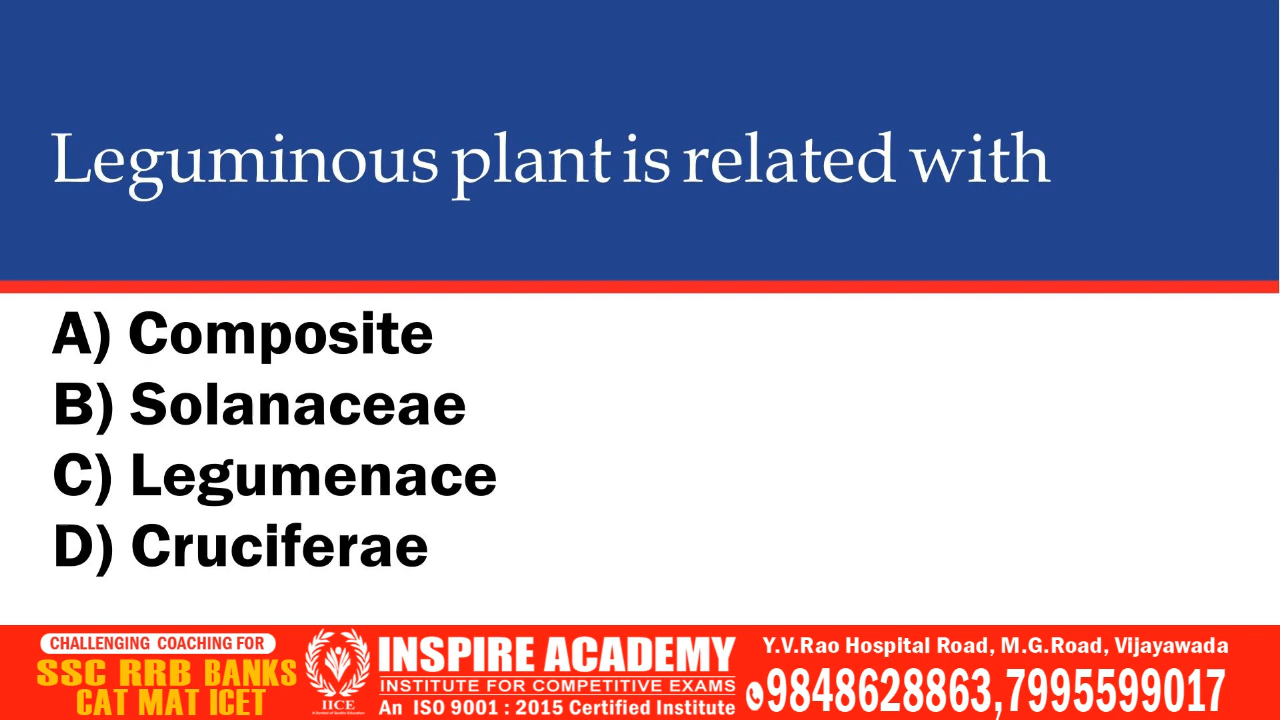 Leguminous plant is related with
A) Composite
B) Solanaceae
C) Legumenace
D) Cruciferae
CHALLENGING COACHING FOR
SSC RRB BANKS
CAT MAT ICET
IICE
INSPIRE ACADEMY
INSTITUTE FOR COMPETITIVE EXAMS
An ISO 9001 : 2015 Certified Institute
Y.V.Rao Hospital Road, M.G.Road, Vijayawada
9848628863,7995599017